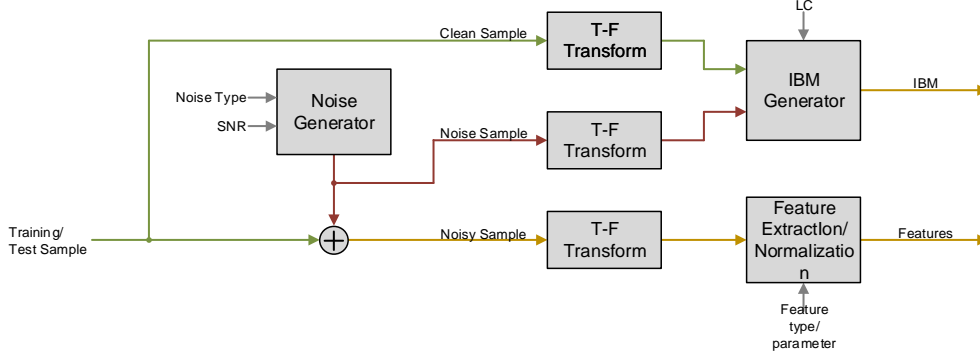 LC
Clean Sample
T-F
Transform
IBM
Generator
IBM
Noise Type
SNR
Noise
Generator
Noise Sample
T-F
Transform
Training/
Test Sample
Noisy Sample
T-F
Transform
Feature
Extraction/
Normalizatio
n
Features
Feature
type/
parameter